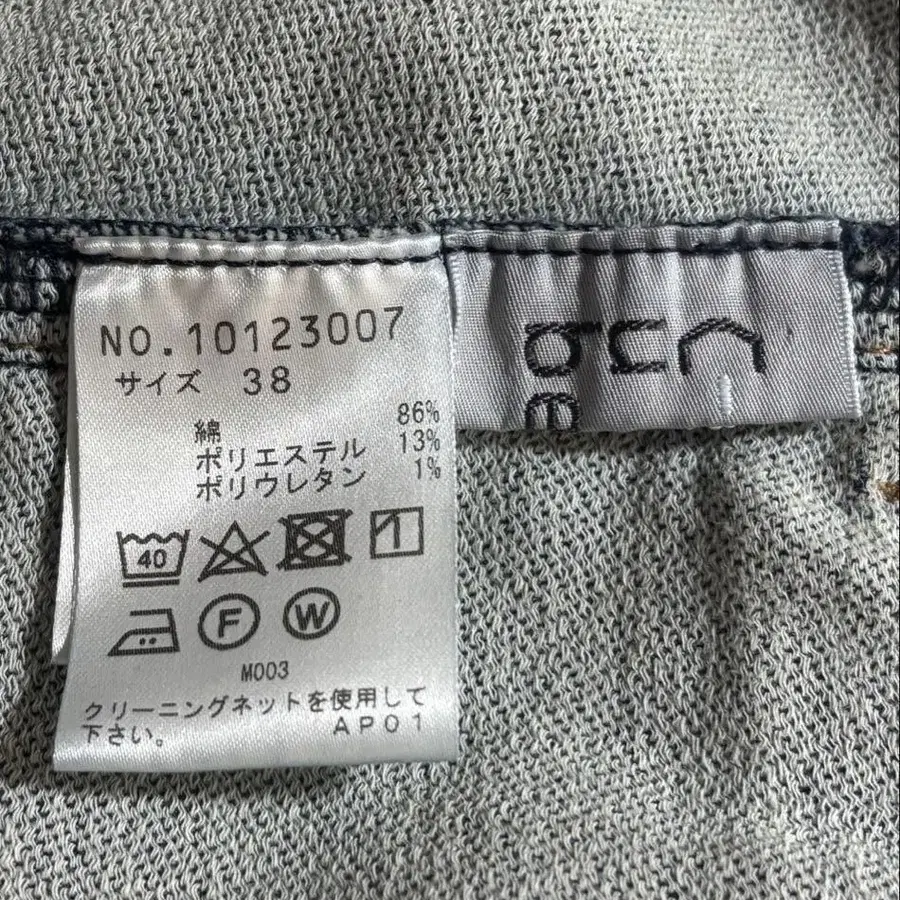 NO.10123007
サイズ 38
綿 86%
ポリエステル 13%
ポリウレタン 1%
40
F W
M003
クリーニングネットを使用して
下さい。 AP01